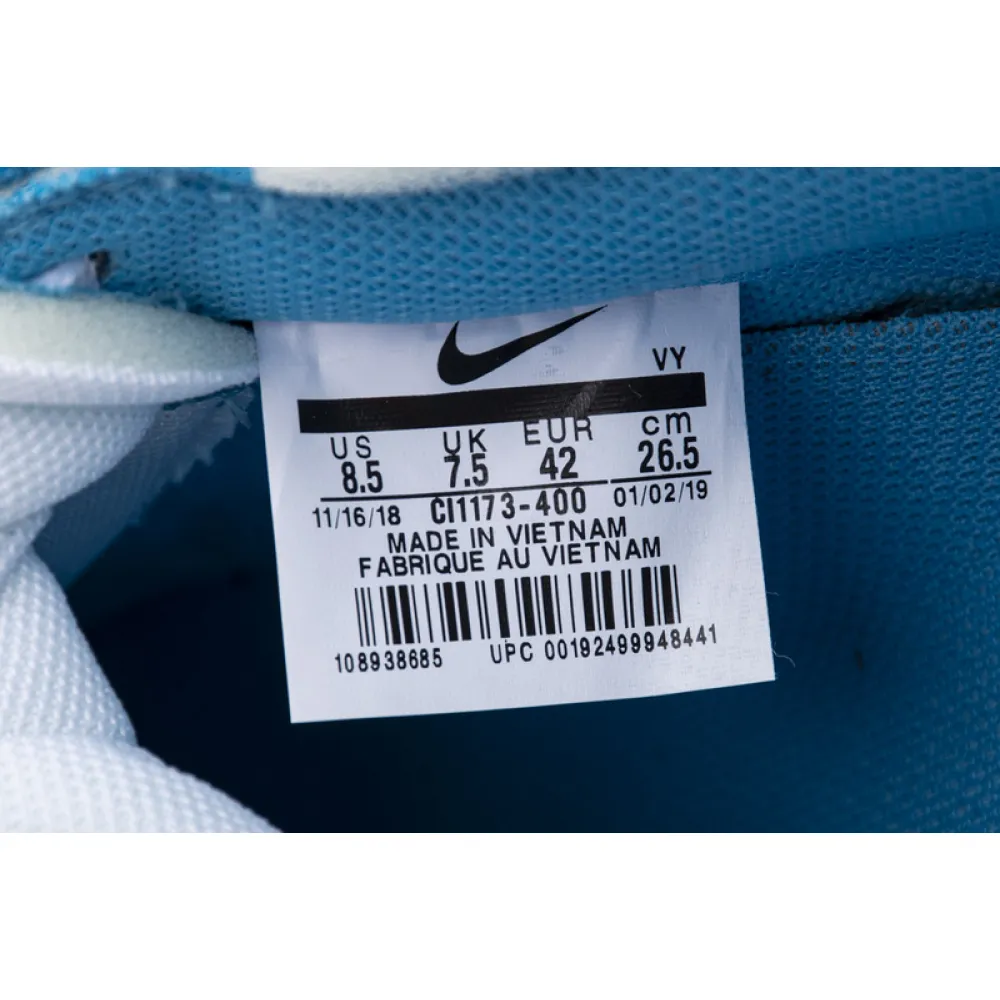 VY
US UK EUR cm
8.5 7.5 42 26.5
11/16/18 CI1173-400 01/02/19
MADE IN VIETNAM
FABRIQUE AU VIETNAM
108938685 UPC 00192499948441